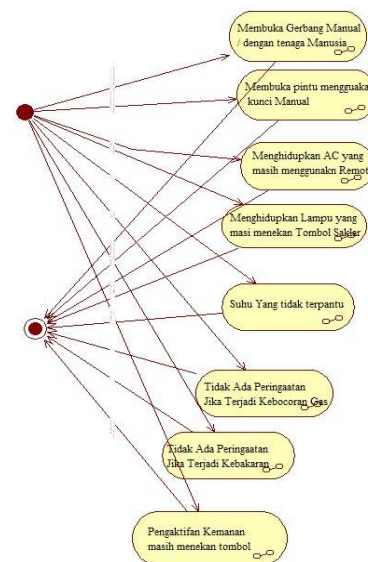 Membuka Gerbang Manual
/ dengan tenaga Manusia
Membuka pintu mengguaka
kunci Manual
Menghidupkan AC yang
masih menggunakn Remot
Menghidupkan Lampu yang
masi menekan Tombol Saklar
Suhu Yang tidak terpantu
Tidak Ada Peringaatan
Jika Terjadi Kebocoran Gas
Tidak Ada Peringaatan
Jika Terjadi Kebakaran
Pengaktifan Kemanan
masih menekan tombol